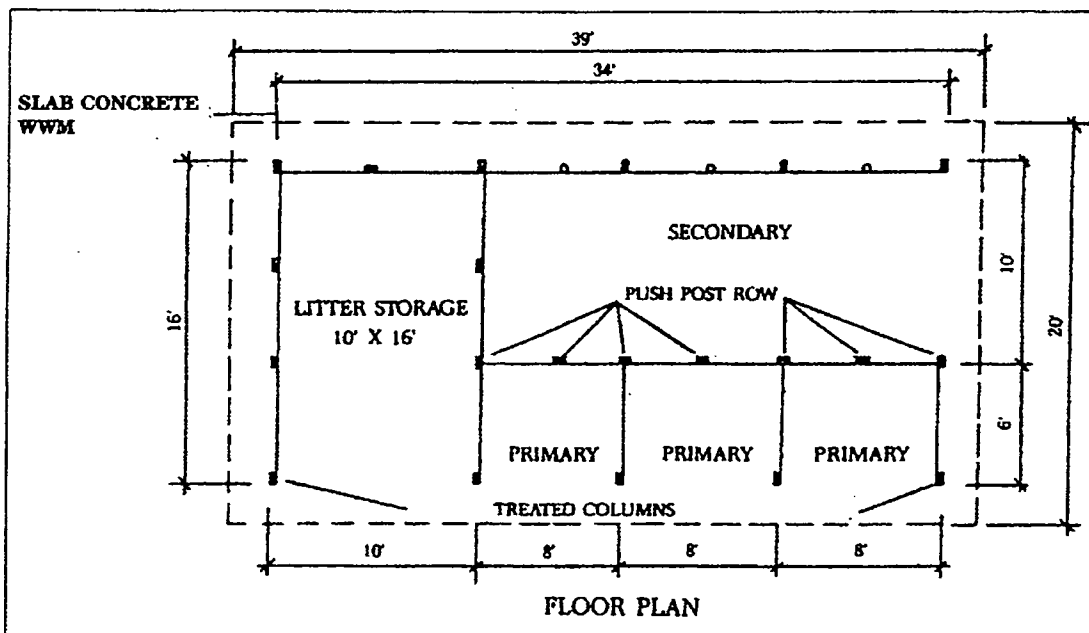 39'
34'
SLAB CONCRETE
WWM
SECONDARY
10'
PUSH POST ROW
LITTER STORAGE
10' X 16'
16'
20'
6'
PRIMARY PRIMARY PRIMARY
TREATED COLUMNS
10' 8' 8' 8'
FLOOR PLAN